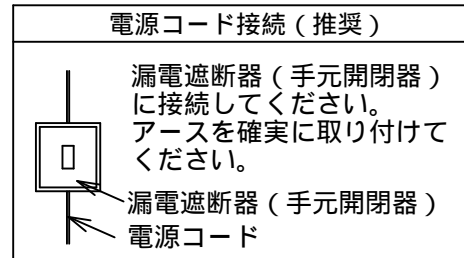 電源コード接続（推奨）
漏電遮断器（手元開閉器）
に接続してください。
アースを確実に取り付けて
ください。
漏電遮断器（手元開閉器）
電源コード